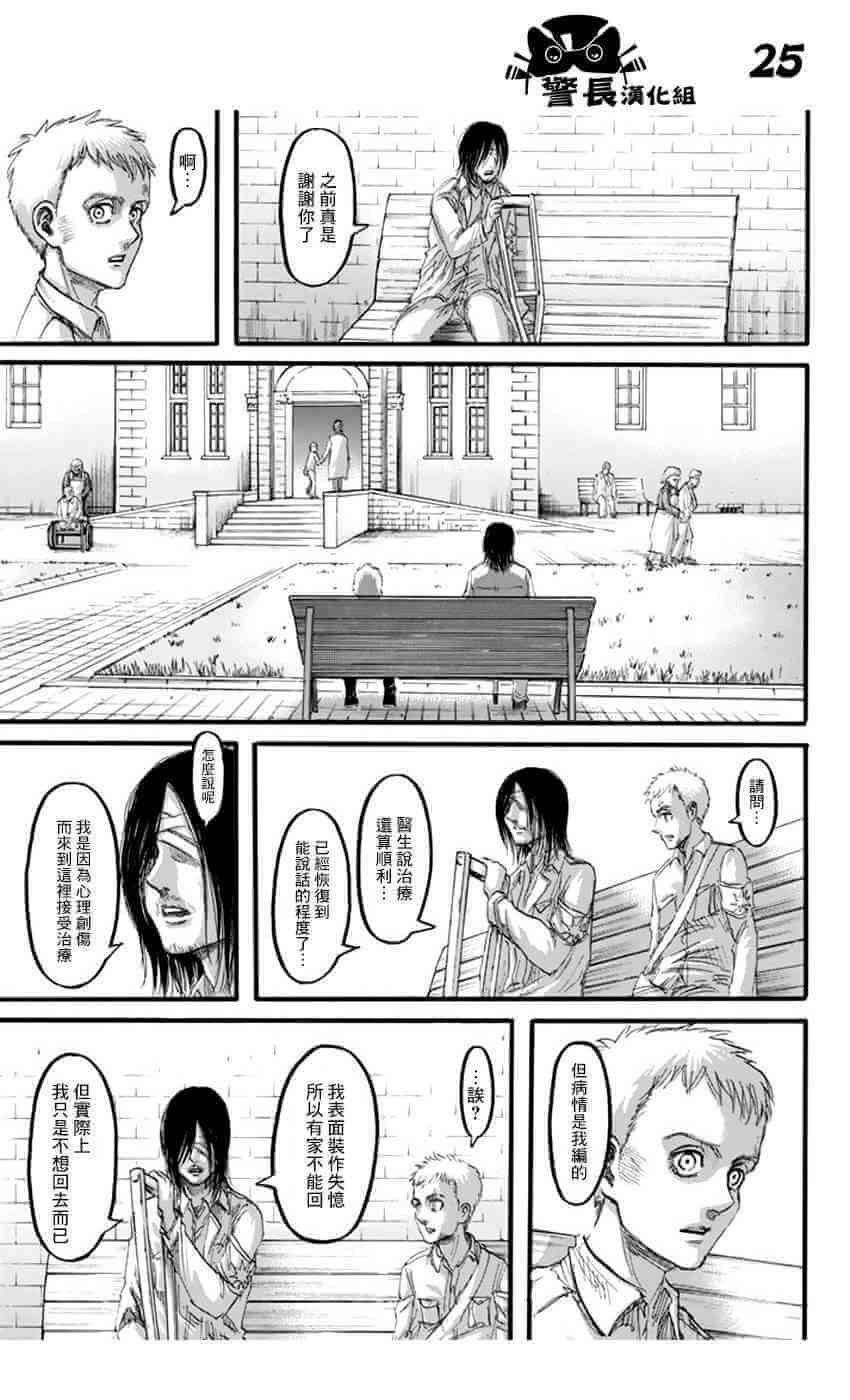 警長漢化組
25
之前真是
謝謝你了
啊…
請問…
醫生說治療
還算順利…
已經恢復到
能說話的程度了…
怎麼說呢
我是因為心理創傷
而來到這裡接受治療
但病情是我編的
…誒?
我表面裝作失憶
所以有家不能回
但實際上
我只是不想回去而已